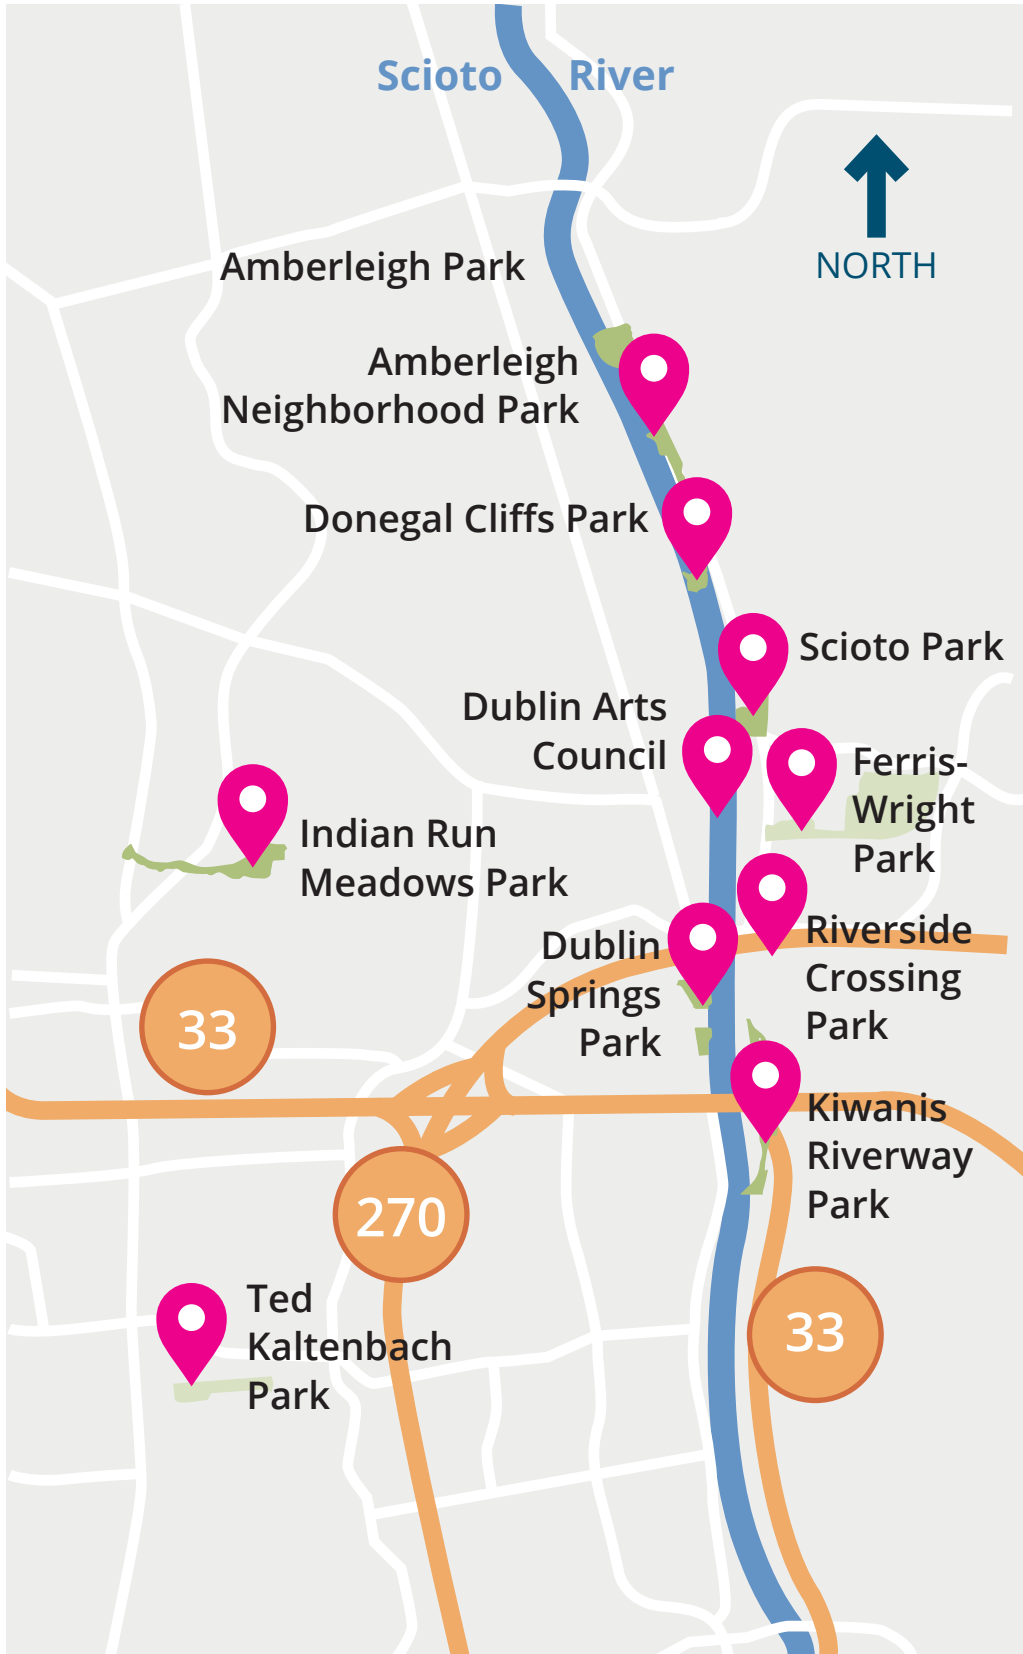 Scioto River
NORTH
Amberleigh Park
Amberleigh
Neighborhood Park
Donegal Cliffs Park
Scioto Park
Dublin Arts
Council
Ferris-
Wright
Park
Indian Run
Meadows Park
Riverside
Crossing
Park
Dublin
Springs
Park
33
Kiwanis
Riverway
Park
270
Ted
Kaltenbach
Park
33